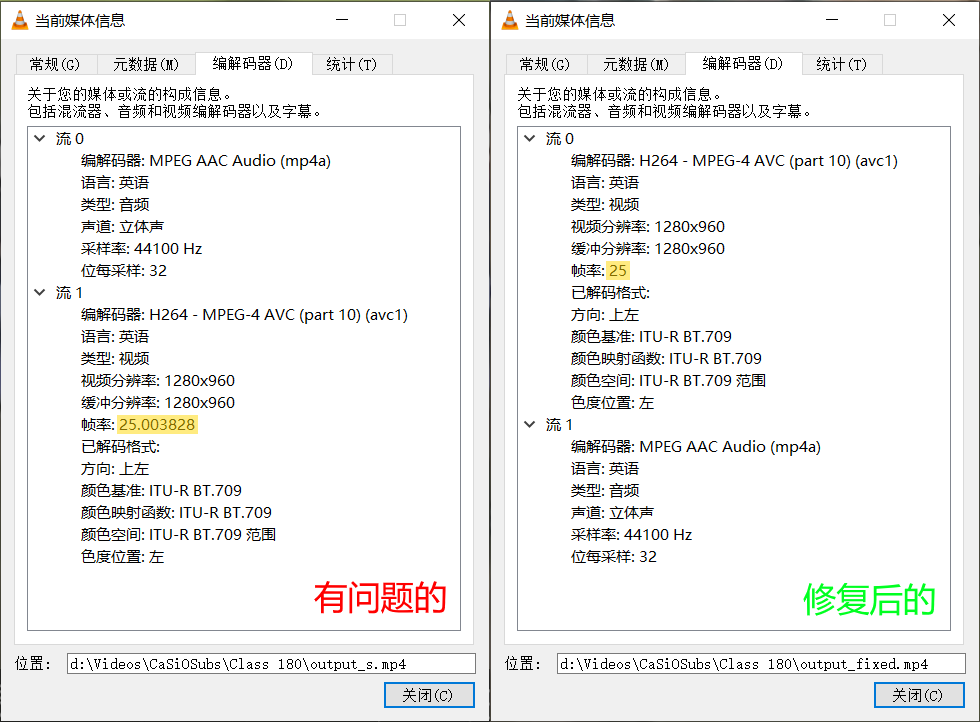 当前媒体信息
常规(G)
元数据(M)
编解码器(D)
统计(T)
关于您的媒体或流的构成信息。
包括混流器、音频和视频编解码器以及字幕。
流 0
编解码器: MPEG AAC Audio (mp4a)
语言: 英语
类型: 音频
声道: 立体声
采样率: 44100 Hz
位每采样: 32
流 1
编解码器: H264 - MPEG-4 AVC (part 10) (avc1)
语言: 英语
类型: 视频
视频分辨率: 1280x960
缓冲分辨率: 1280x960
帧率: 25.003828
已解码格式:
方向: 上左
颜色基准: ITU-R BT.709
颜色映射函数: ITU-R BT.709
颜色空间: ITU-R BT.709 范围
色度位置: 左
有问题的
位置: d:\Videos\CaSiOSubs\Class 180\output_s.mp4
关闭(C)
当前媒体信息
常规(G)
元数据(M)
编解码器(D)
统计(T)
关于您的媒体或流的构成信息。
包括混流器、音频和视频编解码器以及字幕。
流 0
编解码器: H264 - MPEG-4 AVC (part 10) (avc1)
语言: 英语
类型: 视频
视频分辨率: 1280x960
缓冲分辨率: 1280x960
帧率: 25
已解码格式:
方向: 上左
颜色基准: ITU-R BT.709
颜色映射函数: ITU-R BT.709
颜色空间: ITU-R BT.709 范围
色度位置: 左
流 1
编解码器: MPEG AAC Audio (mp4a)
语言: 英语
类型: 音频
声道: 立体声
采样率: 44100 Hz
位每采样: 32
修复后的
位置: d:\Videos\CaSiOSubs\Class 180\output_fixed.mp4
关闭(C)